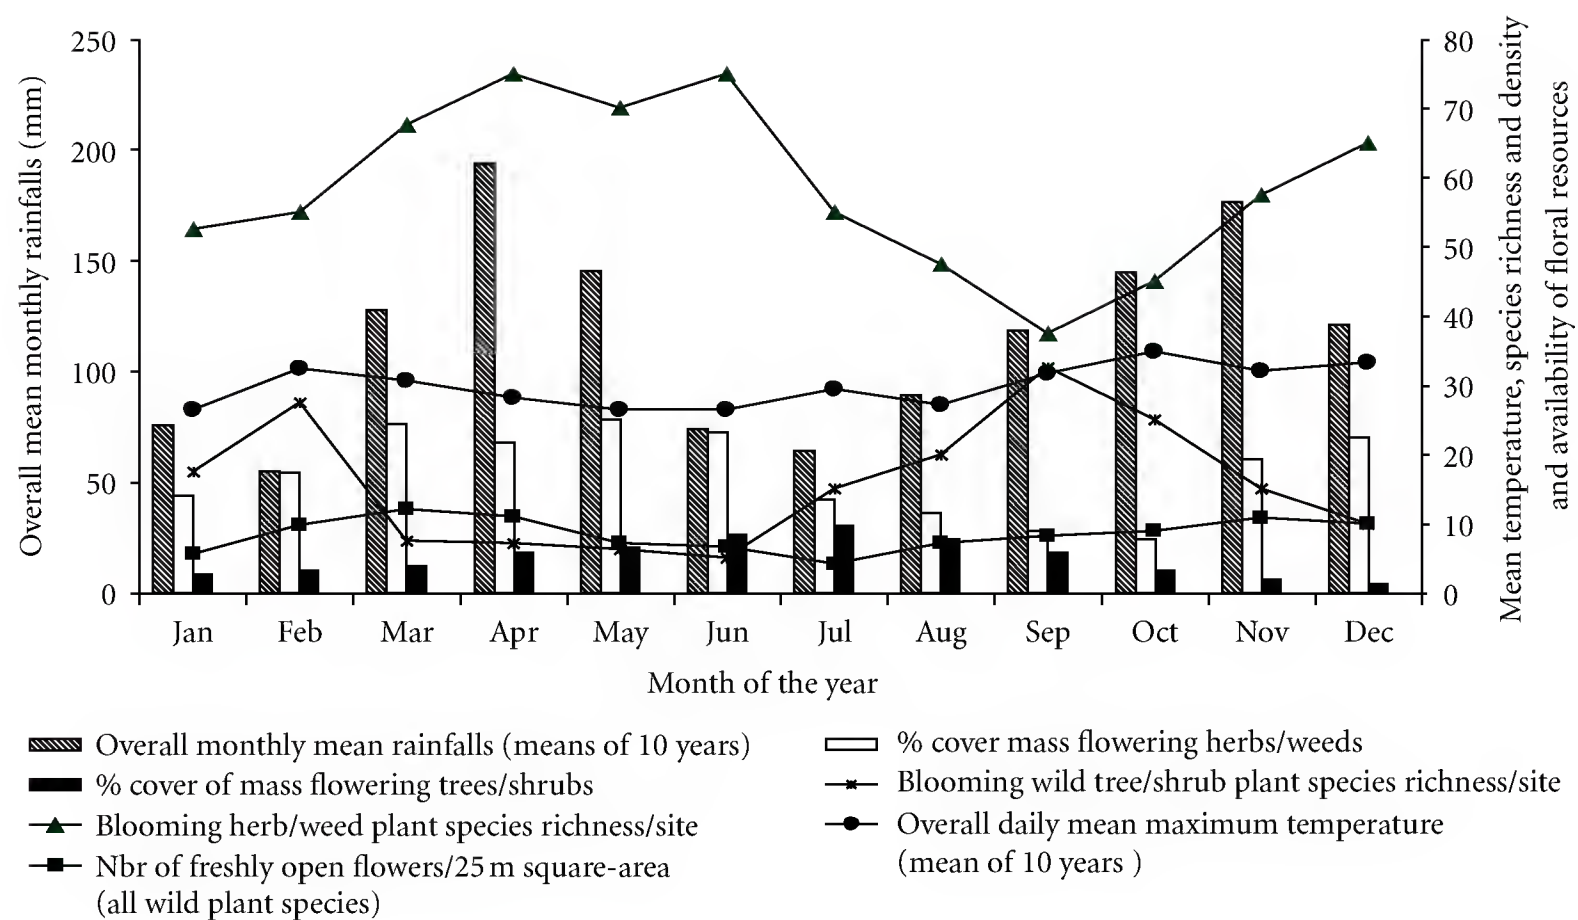 Overall mean monthly rainfalls (mm)
250
200
150
100
50
0
80
70
60
50
40
30
20
10
0
Mean temperature, species richness and density
and availability of floral resources
Jan Feb Mar Apr May Jun Jul Aug Sep Oct Nov Dec
Month of the year
Overall monthly mean rainfalls (means of 10 years)
% cover of mass flowering trees/shrubs
Blooming herb/weed plant species richness/site
Nbr of freshly open flowers/25 m square-area
(all wild plant species)
% cover mass flowering herbs/weeds
Blooming wild tree/shrub plant species richness/site
Overall daily mean maximum temperature
(mean of 10 years )